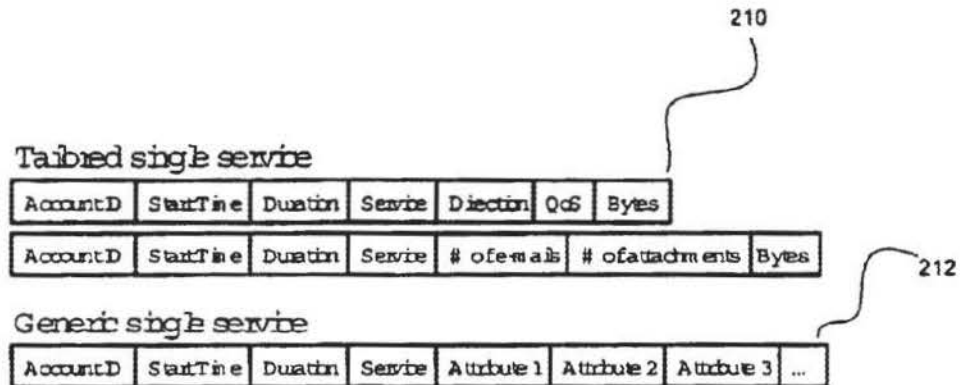 210
Tailored single service
AccountID StartTime Duration Service Direction QoS Bytes
AccountID StartTime Duration Service # of e-mails # of attachments Bytes
212
Generic single service
AccountID StartTime Duration Service Attribute 1 Attribute 2 Attribute 3 ...